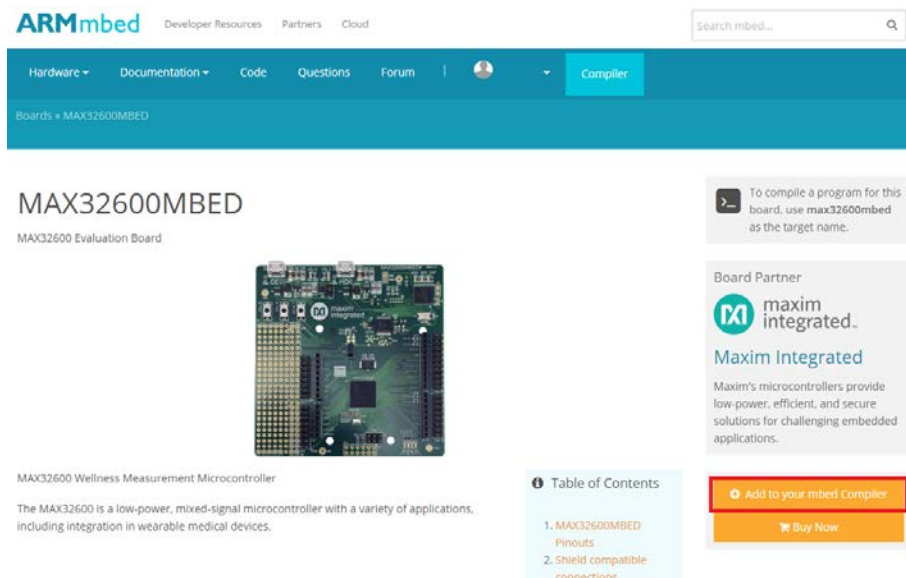 ARMmbed Developer Resources Partners Cloud Search mbed...
Hardware Documentation Code Questions Forum | Compiler
Boards » MAX32600MBED
MAX32600MBED
MAX32600 Evaluation Board
maxim
integrated
MAX32600 Wellness Measurement Microcontroller
The MAX32600 is a low-power, mixed-signal microcontroller with a variety of applications,
including integration in wearable medical devices.
Table of Contents
1. MAX32600MBED
Pinouts
2. Shield compatible
connections
To compile a program for this
board, use max32600mbed
as the target name.
Board Partner
maxim
integrated™
Maxim Integrated
Maxim's microcontrollers provide
low-power, efficient, and secure
solutions for challenging embedded
applications.
Add to your mbed Compiler
Buy Now